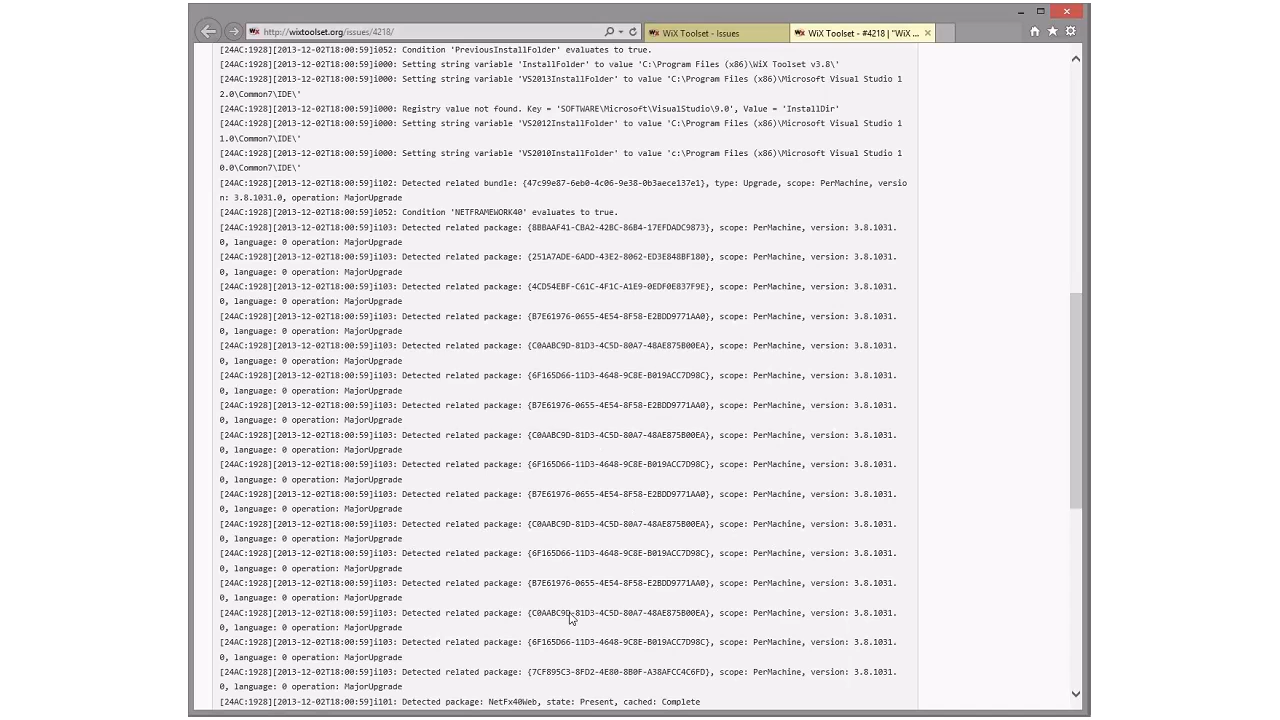 http://wixtoolset.org/issues/4218/
WiX Toolset - Issues
WiX Toolset - #4218 | "WiX ...
[24AC:1928][2013-12-02T18:00:59]i052: Condition 'PreviousInstallFolder' evaluates to true.
[24AC:1928][2013-12-02T18:00:59]i000: Setting string variable 'InstallFolder' to value 'C:\Program Files (x86)\WiX Toolset v3.8\'
[24AC:1928][2013-12-02T18:00:59]i000: Setting string variable 'VS2013InstallFolder' to value 'C:\Program Files (x86)\Microsoft Visual Studio 1
2.0\Common7\IDE\'
[24AC:1928][2013-12-02T18:00:59]i000: Registry value not found. Key = 'SOFTWARE\Microsoft\VisualStudio\9.0', Value = 'InstallDir'
[24AC:1928][2013-12-02T18:00:59]i000: Setting string variable 'VS2012InstallFolder' to value 'C:\Program Files (x86)\Microsoft Visual Studio 1
1.0\Common7\IDE\'
[24AC:1928][2013-12-02T18:00:59]i000: Setting string variable 'VS2010InstallFolder' to value 'c:\Program Files (x86)\Microsoft Visual Studio 1
0.0\Common7\IDE\'
[24AC:1928][2013-12-02T18:00:59]i102: Detected related bundle: {47c99e87-6eb0-4c06-9e38-0b3aece137e1}, type: Upgrade, scope: PerMachine, versio
n: 3.8.1031.0, operation: MajorUpgrade
[24AC:1928][2013-12-02T18:00:59]i052: Condition 'NETFRAMEWORK40' evaluates to true.
[24AC:1928][2013-12-02T18:00:59]i103: Detected related package: {8BBAAF41-CBA2-42BC-86B4-17EFDADC9873}, scope: PerMachine, version: 3.8.1031.
0, language: 0 operation: MajorUpgrade
[24AC:1928][2013-12-02T18:00:59]i103: Detected related package: {251A7ADE-6ADD-43E2-8062-ED3E848BF180}, scope: PerMachine, version: 3.8.1031.
0, language: 0 operation: MajorUpgrade
[24AC:1928][2013-12-02T18:00:59]i103: Detected related package: {4CD54EBF-C61C-4F1C-A1E9-0EDF0E837F9E}, scope: PerMachine, version: 3.8.1031.
0, language: 0 operation: MajorUpgrade
[24AC:1928][2013-12-02T18:00:59]i103: Detected related package: {B7E61976-0655-4E54-8F58-E2BDD9771AA0}, scope: PerMachine, version: 3.8.1031.
0, language: 0 operation: MajorUpgrade
[24AC:1928][2013-12-02T18:00:59]i103: Detected related package: {C0AABC9D-81D3-4C5D-80A7-48AE875B00EA}, scope: PerMachine, version: 3.8.1031.
0, language: 0 operation: MajorUpgrade
[24AC:1928][2013-12-02T18:00:59]i103: Detected related package: {6F165D66-11D3-4648-9C8E-B019ACC7D98C}, scope: PerMachine, version: 3.8.1031.
0, language: 0 operation: MajorUpgrade
[24AC:1928][2013-12-02T18:00:59]i103: Detected related package: {B7E61976-0655-4E54-8F58-E2BDD9771AA0}, scope: PerMachine, version: 3.8.1031.
0, language: 0 operation: MajorUpgrade
[24AC:1928][2013-12-02T18:00:59]i103: Detected related package: {C0AABC9D-81D3-4C5D-80A7-48AE875B00EA}, scope: PerMachine, version: 3.8.1031.
0, language: 0 operation: MajorUpgrade
[24AC:1928][2013-12-02T18:00:59]i103: Detected related package: {6F165D66-11D3-4648-9C8E-B019ACC7D98C}, scope: PerMachine, version: 3.8.1031.
0, language: 0 operation: MajorUpgrade
[24AC:1928][2013-12-02T18:00:59]i103: Detected related package: {B7E61976-0655-4E54-8F58-E2BDD9771AA0}, scope: PerMachine, version: 3.8.1031.
0, language: 0 operation: MajorUpgrade
[24AC:1928][2013-12-02T18:00:59]i103: Detected related package: {C0AABC9D-81D3-4C5D-80A7-48AE875B00EA}, scope: PerMachine, version: 3.8.1031.
0, language: 0 operation: MajorUpgrade
[24AC:1928][2013-12-02T18:00:59]i103: Detected related package: {6F165D66-11D3-4648-9C8E-B019ACC7D98C}, scope: PerMachine, version: 3.8.1031.
0, language: 0 operation: MajorUpgrade
[24AC:1928][2013-12-02T18:00:59]i103: Detected related package: {B7E61976-0655-4E54-8F58-E2BDD9771AA0}, scope: PerMachine, version: 3.8.1031.
0, language: 0 operation: MajorUpgrade
[24AC:1928][2013-12-02T18:00:59]i103: Detected related package: {C0AABC9D-81D3-4C5D-80A7-48AE875B00EA}, scope: PerMachine, version: 3.8.1031.
0, language: 0 operation: MajorUpgrade
[24AC:1928][2013-12-02T18:00:59]i103: Detected related package: {6F165D66-11D3-4648-9C8E-B019ACC7D98C}, scope: PerMachine, version: 3.8.1031.
0, language: 0 operation: MajorUpgrade
[24AC:1928][2013-12-02T18:00:59]i103: Detected related package: {7CF895C3-8FD2-4E80-8B0F-A38AFCC4C6FD}, scope: PerMachine, version: 3.8.1031.
0, language: 0 operation: MajorUpgrade
[24AC:1928][2013-12-02T18:00:59]i101: Detected package: NetFx40Web, state: Present, cached: Complete